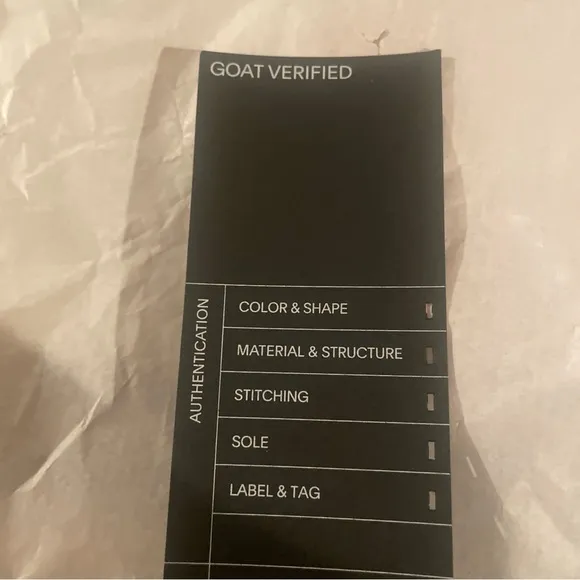 GOAT VERIFIED
AUTHENTICATION
COLOR & SHAPE
MATERIAL & STRUCTURE
STITCHING
SOLE
LABEL & TAG